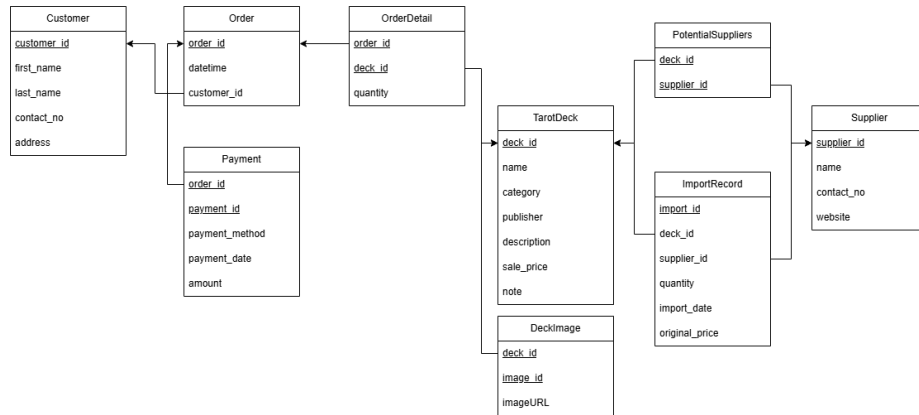 Customer
customer_id
first_name
last_name
contact_no
address
Order
order_id
datetime
customer_id
OrderDetail
order_id
deck_id
quantity
Payment
order_id
payment_id
payment_method
payment_date
amount
TarotDeck
deck_id
name
category
publisher
description
sale_price
note
DeckImage
deck_id
image_id
imageURL
PotentialSuppliers
deck_id
supplier_id
ImportRecord
import_id
deck_id
supplier_id
quantity
import_date
original_price
Supplier
supplier_id
name
contact_no
website